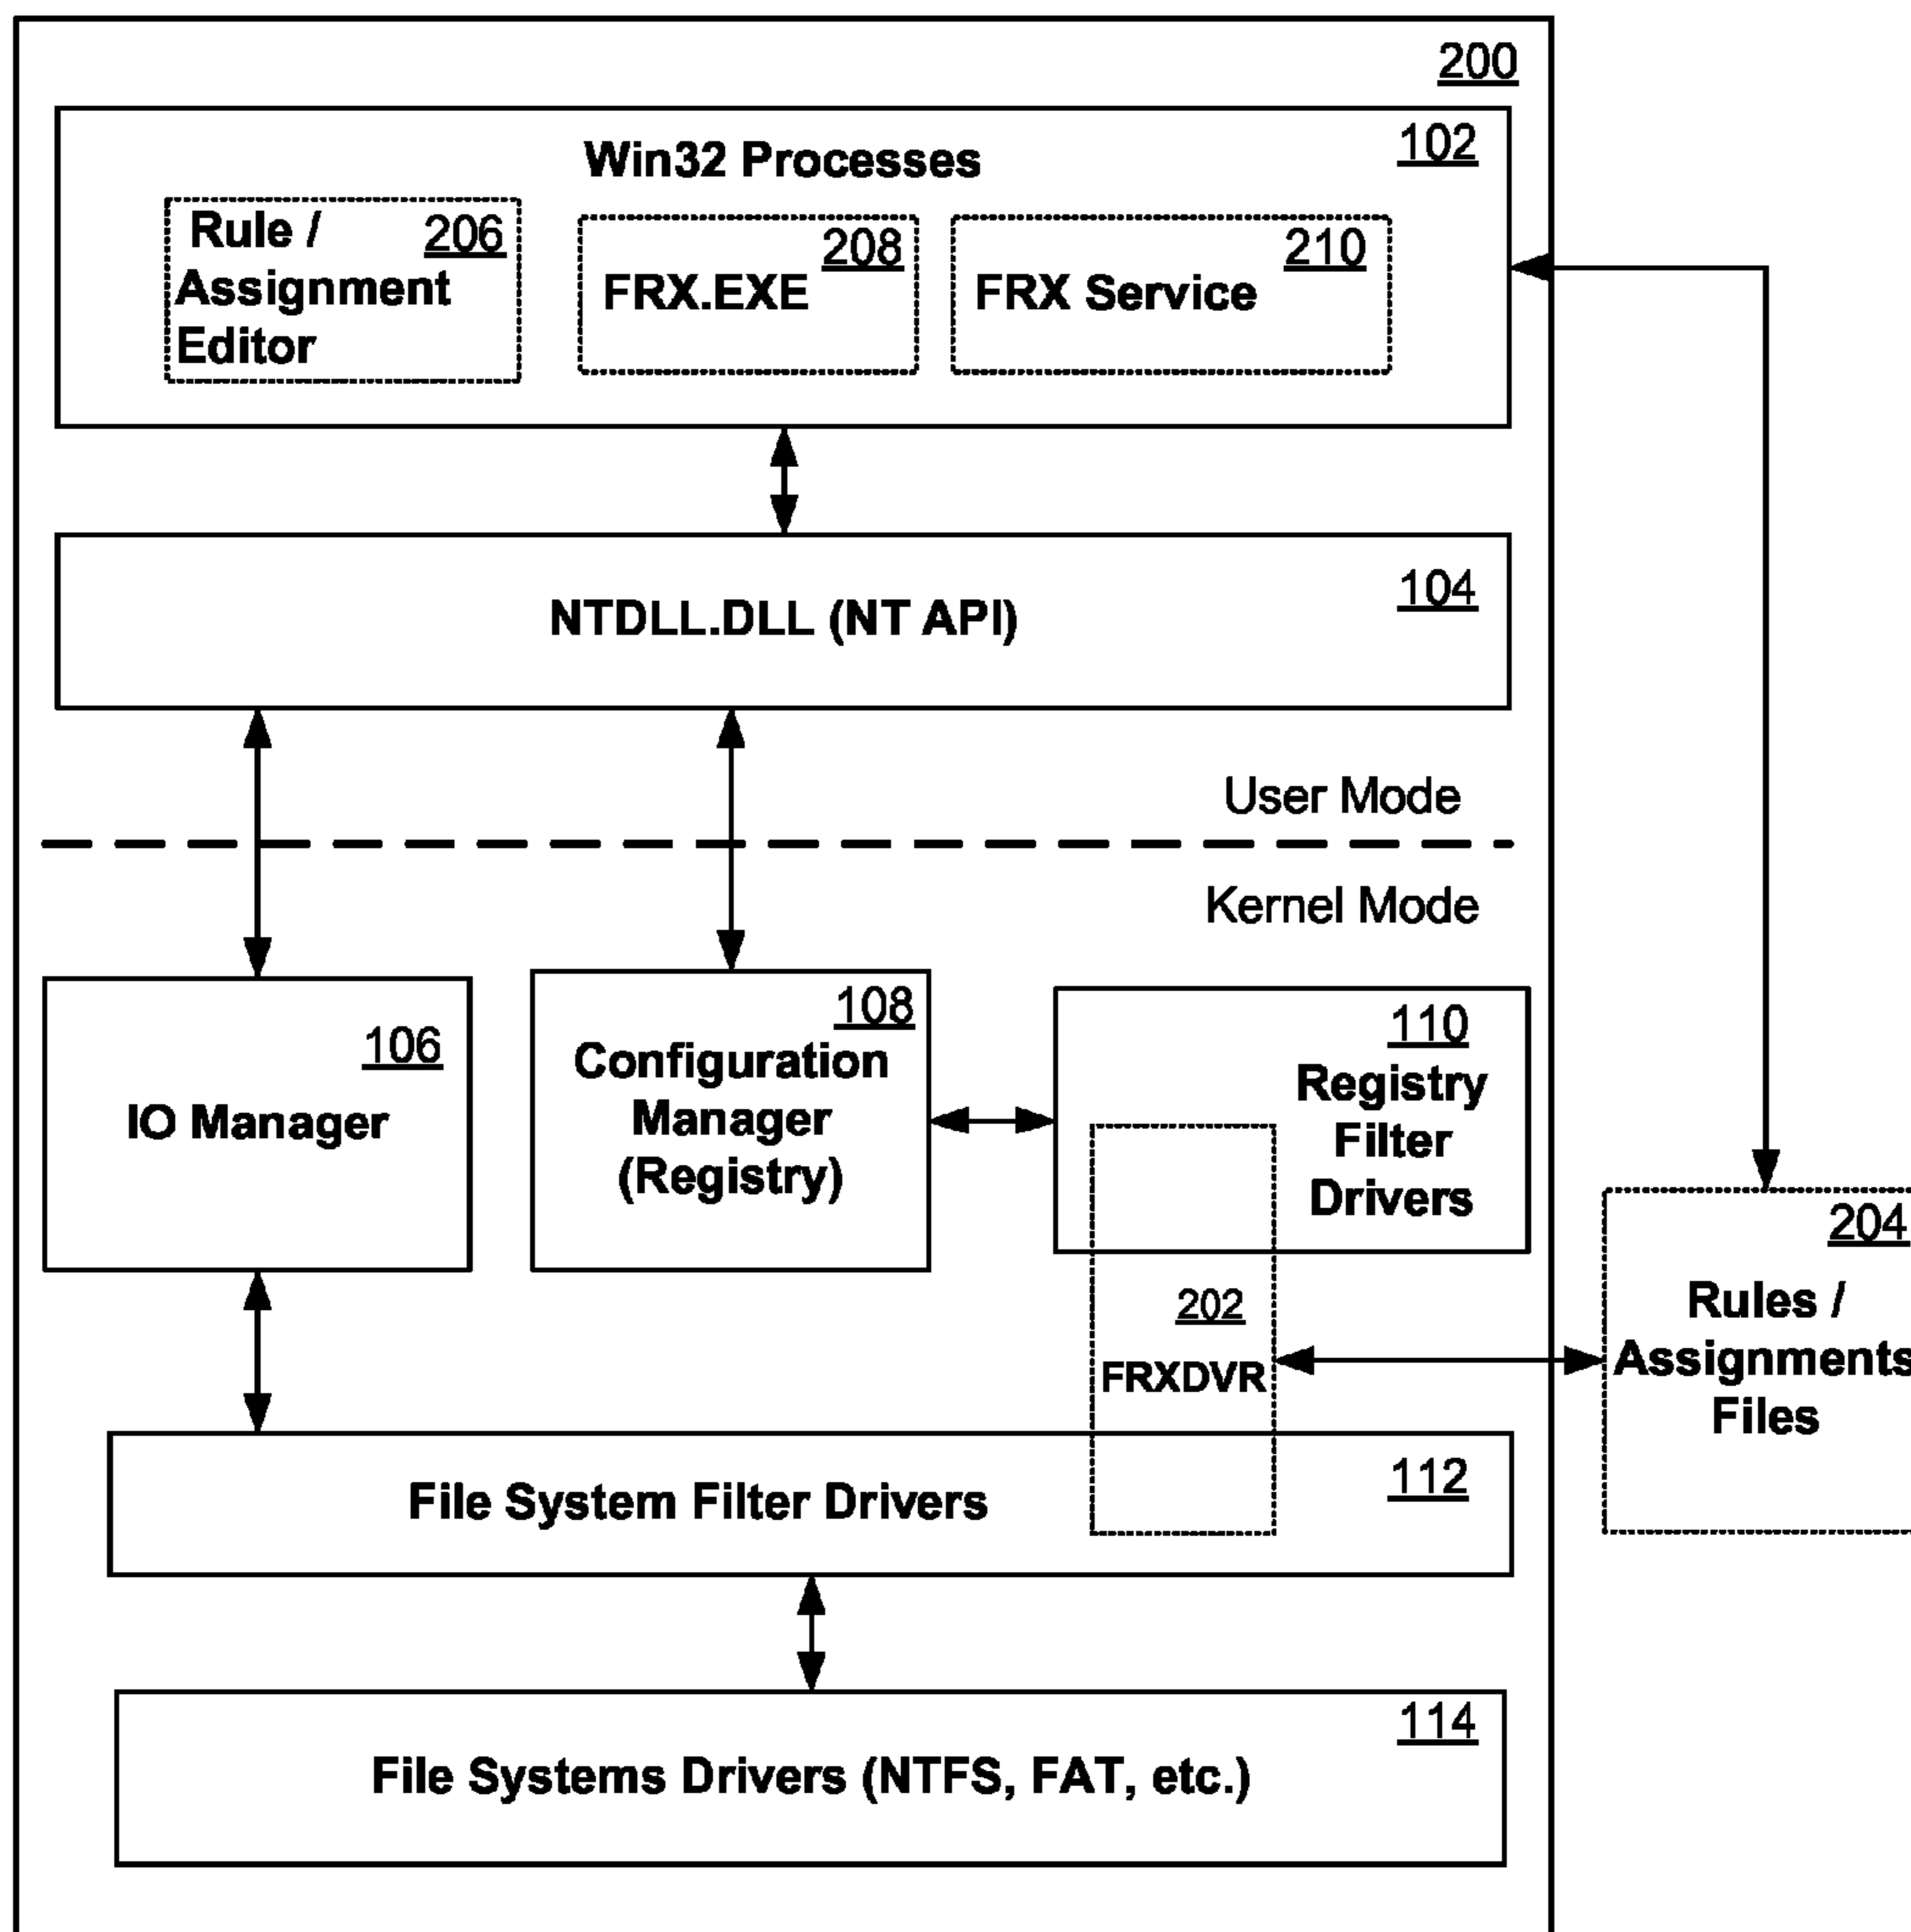 200
102
Win32 Processes
Rule /
206
Assignment
Editor
208
FRX.EXE
210
FRX Service
104
NTDLL.DLL (NT API)
User Mode
Kernel Mode
106
IO Manager
108
Configuration
Manager
(Registry)
110
Registry
Filter
Drivers
202
FRXDVR
204
Rules /
Assignments
Files
112
File System Filter Drivers
114
File Systems Drivers (NTFS, FAT, etc.)